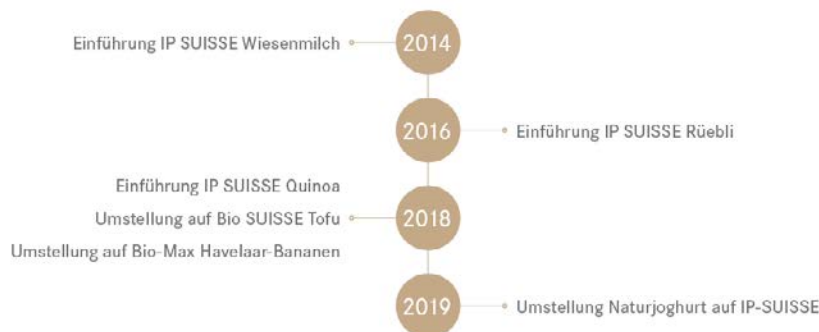 Einführung IP SUISSE Wiesenmilch
2014
2016
Einführung IP SUISSE Rüebli
Einführung IP SUISSE Quinoa
Umstellung auf Bio SUISSE Tofu
Umstellung auf Bio-Max Havelaar-Bananen
2018
2019
Umstellung Naturjoghurt auf IP-SUISSE